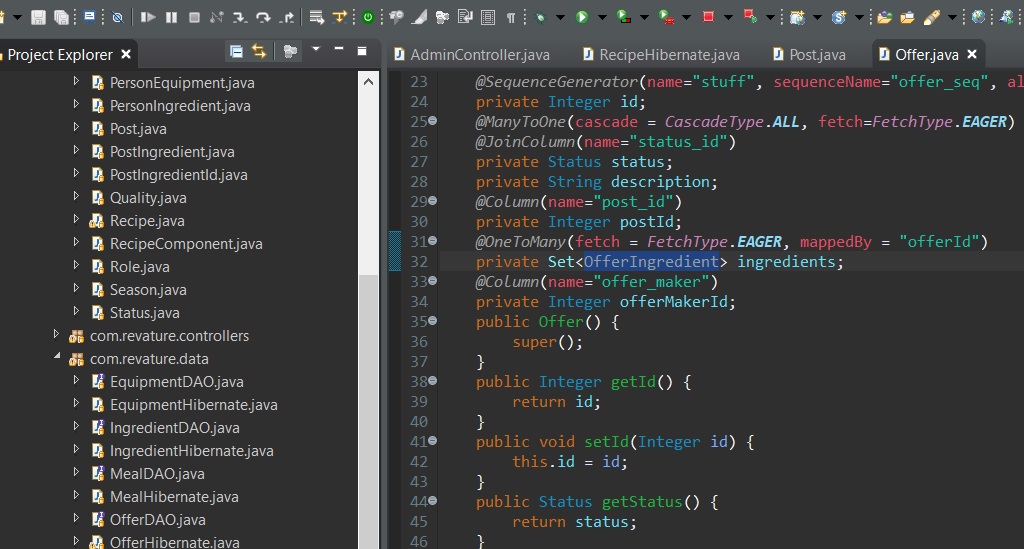 Project Explorer
PersonEquipment.java
PersonIngredient.java
Post.java
PostIngredient.java
PostIngredientId.java
Quality.java
Recipe.java
RecipeComponent.java
Role.java
Season.java
Status.java
com.revature.controllers
com.revature.data
EquipmentDAO.java
EquipmentHibernate.java
IngredientDAO.java
IngredientHibernate.java
MealDAO.java
MealHibernate.java
OfferDAO.java
OfferHibernate.java
AdminController.java
RecipeHibernate.java
Post.java
Offer.java
23 @SequenceGenerator(name="stuff", sequenceName="offer_seq", al
24 private Integer id;
25 @ManyToOne(cascade = CascadeType.ALL, fetch=FetchType.EAGER)
26 @JoinColumn(name="status_id")
27 private Status status;
28 private String description;
29 @Column(name="post_id")
30 private Integer postId;
31 @OneToMany(fetch = FetchType.EAGER, mappedBy = "offerId")
32 private Set<OfferIngredient> ingredients;
33 @Column(name="offer_maker")
34 private Integer offerMakerId;
35 public Offer() {
36 super();
37 }
38 public Integer getId() {
39 return id;
40 }
41 public void setId(Integer id) {
42 this.id = id;
43 }
44 public Status getStatus() {
45 return status;
46 }